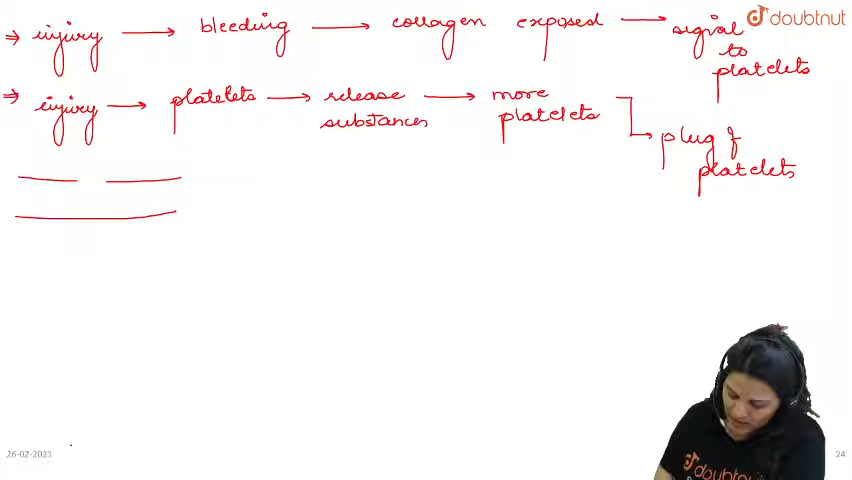 ⇒ injury → bleeding → collagen exposed → signal
to
platelets
⇒ injury → platelets → release → more
substances platelets
plug of
platelets
doubtnut
26-02-2021
24
doubtnut